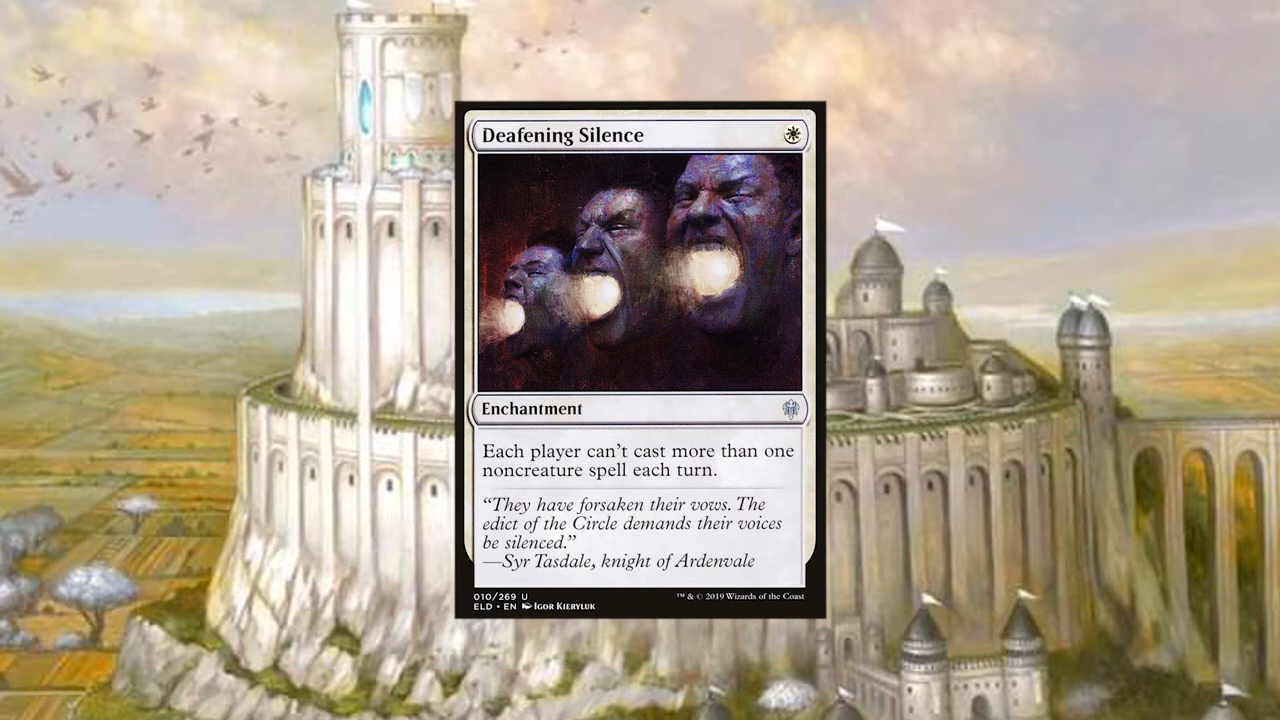 Deafening Silence
Enchantment
Each player can’t cast more than one
noncreature spell each turn.
“They have forsaken their vows. The
edict of the Circle demands their voices
be silenced.”
—Syr Tasdale, knight of Ardenvale
010/269 U
ELD • EN Igor Kieryluk
™ & © 2019 Wizards of the Coast